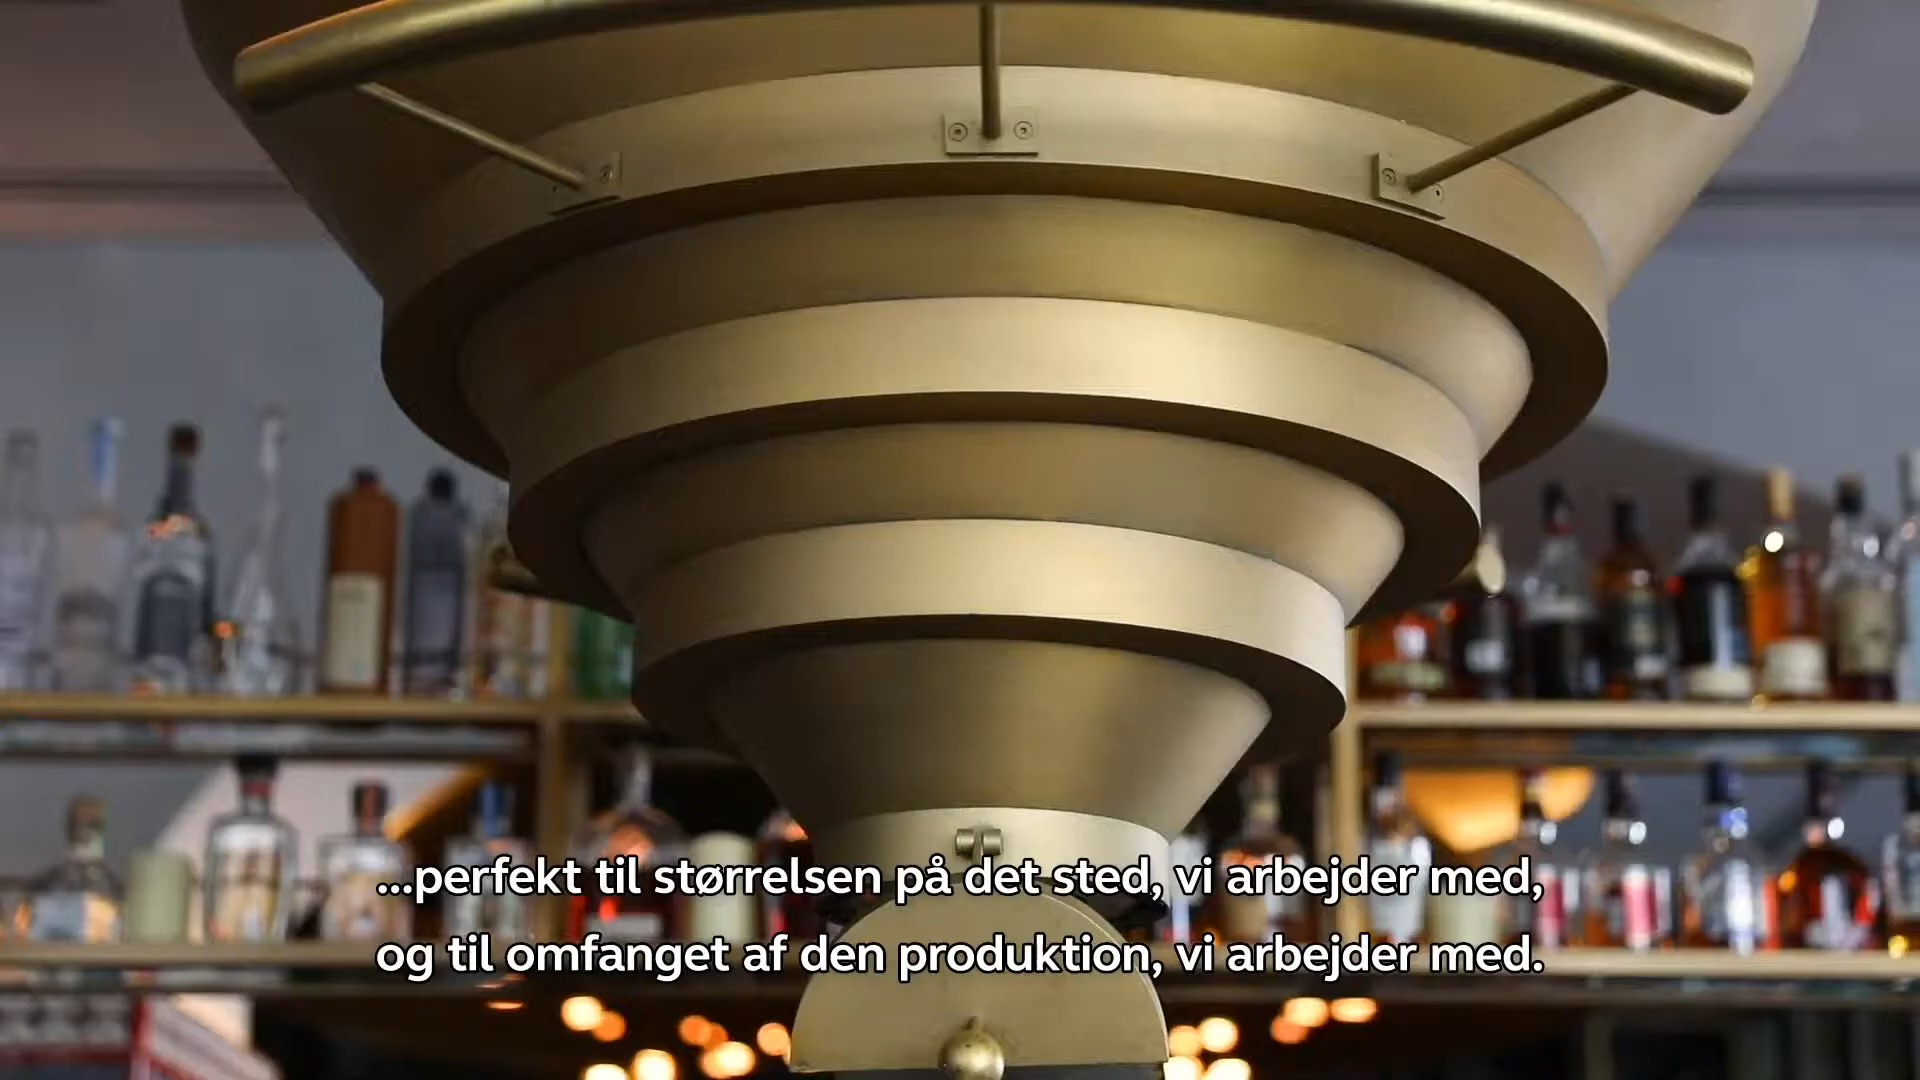 ...perfekt til størrelsen på det sted, vi arbejder med,
og til omfanget af den produktion, vi arbejder med.